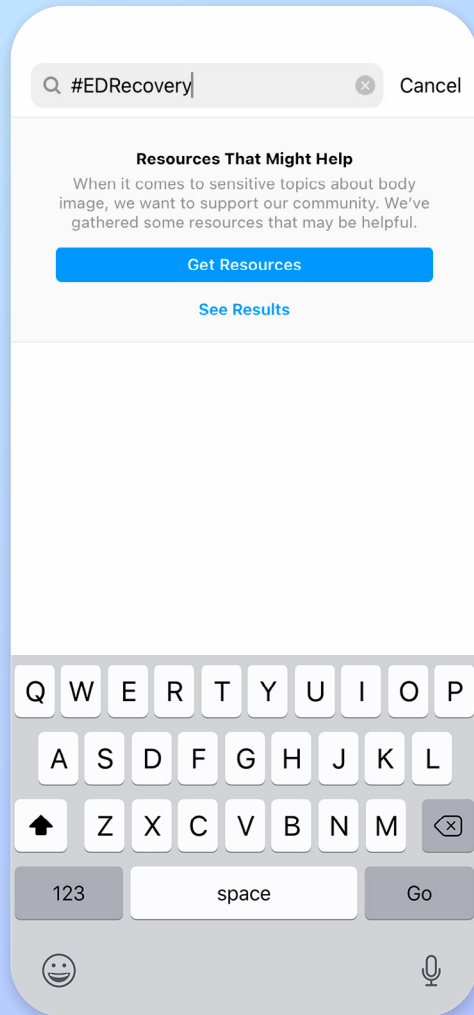 #EDRecovery Cancel
Resources That Might Help
When it comes to sensitive topics about body
image, we want to support our community. We've
gathered some resources that may be helpful.
Get Resources
See Results
Q W E R T Y U I O P
A S D F G H J K L
Z X C V B N M
123 space Go